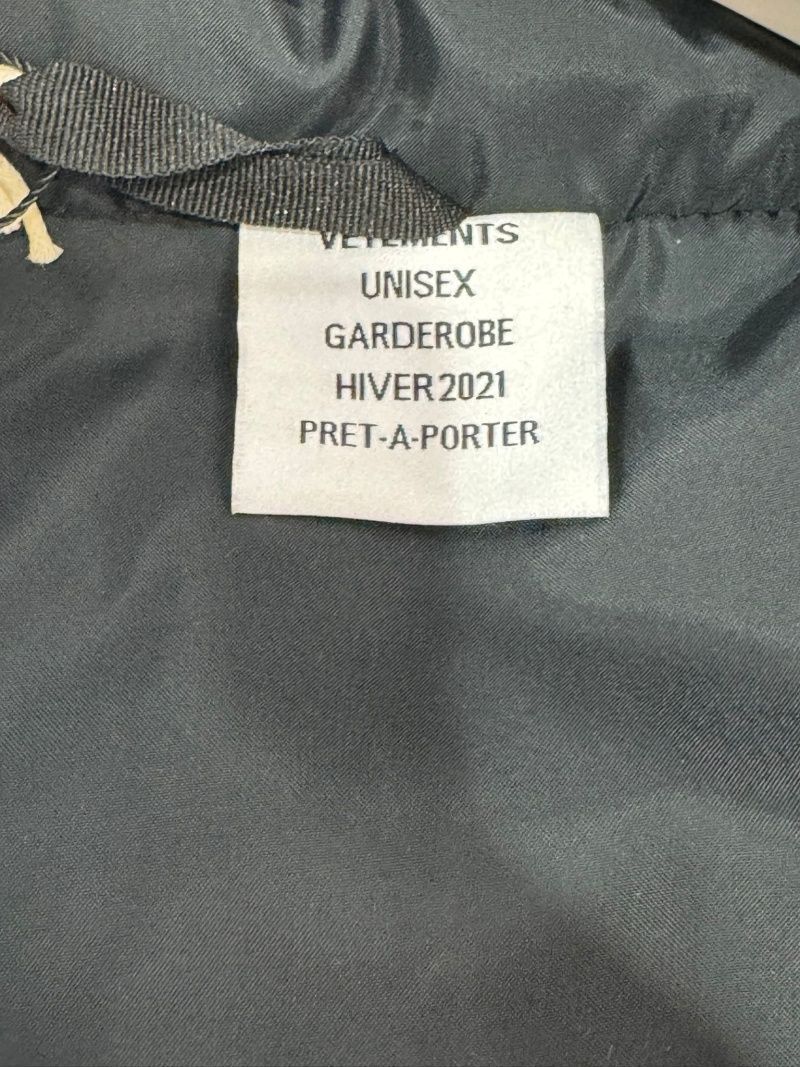 VETEMENTS
UNISEX
GARDEROBE
HIVER 2021
PRET-A-PORTER